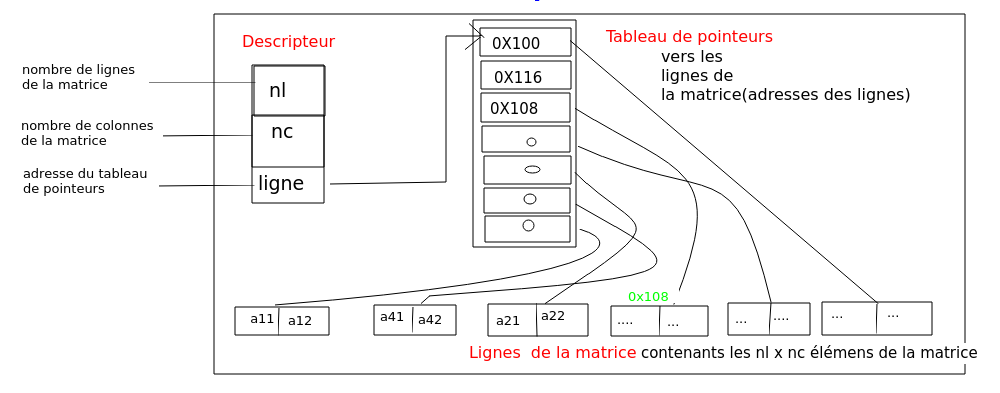 Descripteur
nombre de lignes
de la matrice
nl
nombre de colonnes
de la matrice
nc
adresse du tableau
de pointeurs
ligne
0X100
0X116
0X108
Tableau de pointeurs
vers les
lignes de
la matrice(adresses des lignes)
0x108
a11 a12
a41 a42
a21 a22
.... ...
... ....
... ...
Lignes de la matrice contenants les nl x nc élémens de la matrice